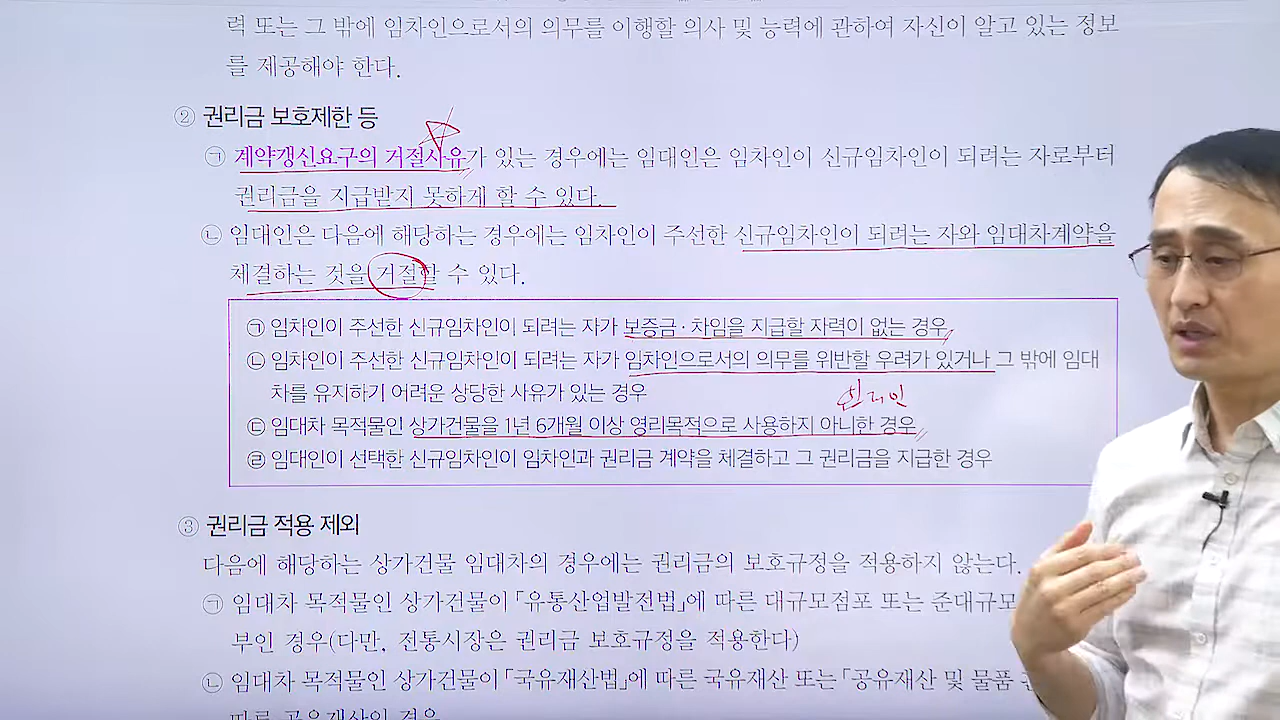 력 또는 그 밖에 임차인으로서의 의무를 이행할 의사 및 능력에 관하여 자신이 알고 있는 정보
를 제공해야 한다.
② 권리금 보호제한 등
㉠ 계약갱신요구의 거절사유가 있는 경우에는 임대인은 임차인이 신규임차인이 되려는 자로부터
권리금을 지급받지 못하게 할 수 있다.
㉡ 임대인은 다음에 해당하는 경우에는 임차인이 주선한 신규임차인이 되려는 자와 임대차계약을
체결하는 것을 거절할 수 있다.
㉠ 임차인이 주선한 신규임차인이 되려는 자가 보증금·차임을 지급할 자력이 없는 경우
㉡ 임차인이 주선한 신규임차인이 되려는 자가 임차인으로서의 의무를 위반할 우려가 있거나 그 밖에 임대
차를 유지하기 어려운 상당한 사유가 있는 경우
㉢ 임대차 목적물인 상가건물을 1년 6개월 이상 영리목적으로 사용하지 아니한 경우
㉣ 임대인이 선택한 신규임차인이 임차인과 권리금 계약을 체결하고 그 권리금을 지급한 경우
③ 권리금 적용 제외
다음에 해당하는 상가건물 임대차의 경우에는 권리금의 보호규정을 적용하지 않는다.
㉠ 임대차 목적물인 상가건물이 「유통산업발전법」에 따른 대규모점포 또는 준대규모
부인 경우(다만, 전통시장은 권리금 보호규정을 적용한다)
㉡ 임대차 목적물인 상가건물이 「국유재산법」에 따른 국유재산 또는 「공유재산 및 물품
따른 공유재산인 경우